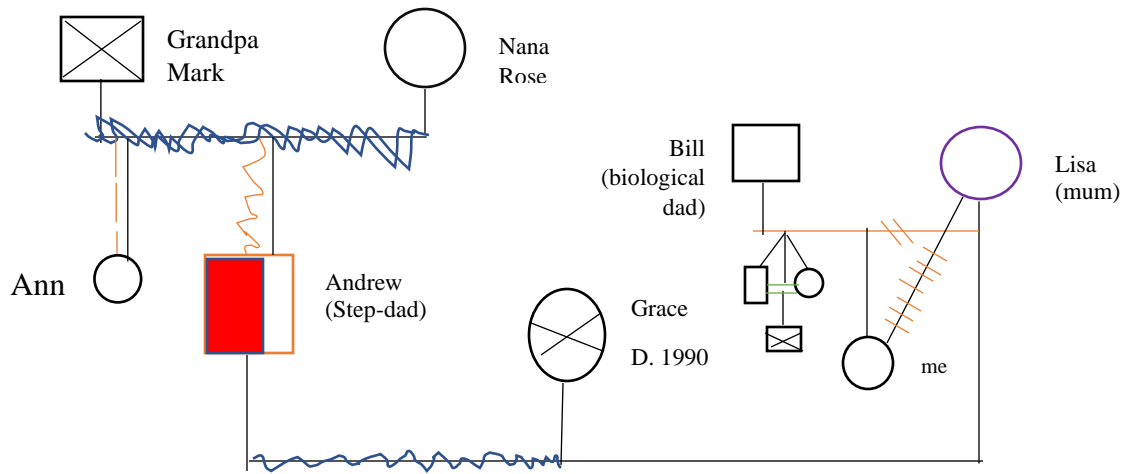 Grandpa
Mark
Nana
Rose
Bill
(biological
dad)
Lisa
(mum)
Ann
Andrew
(Step-dad)
Grace
D. 1990
me